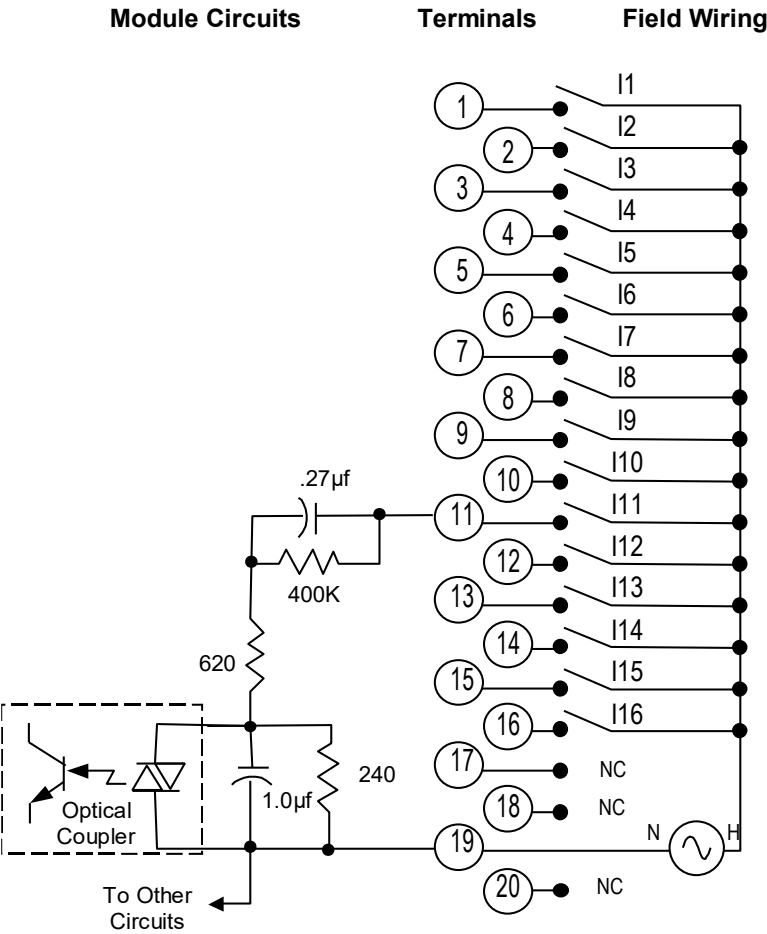 Module Circuits Terminals Field Wiring
1 I1
2 I2
3 I3
4 I4
5 I5
6 I6
7 I7
8 I8
9 I9
10 I10
.27µf
11 I11
400K
12 I12
13 I13
14 I14
620
15 I15
16 I16
17 NC
240
1.0µf
18 NC
Optical
Coupler
19 N H
20 NC
To Other
Circuits